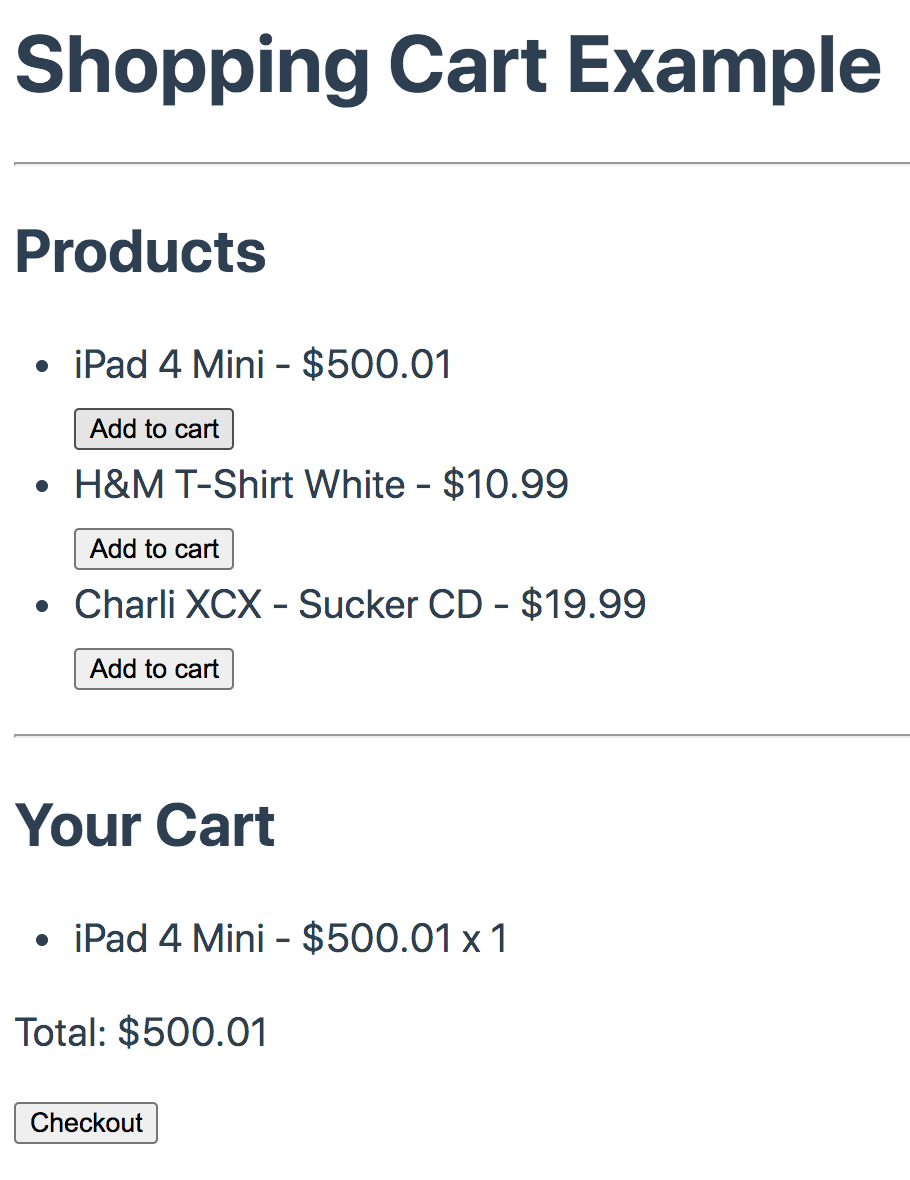 Shopping Cart Example
Products
iPad 4 Mini - $500.01
Add to cart
H&M T-Shirt White - $10.99
Add to cart
Charli XCX - Sucker CD - $19.99
Add to cart
Your Cart
iPad 4 Mini - $500.01 x 1
Total: $500.01
Checkout